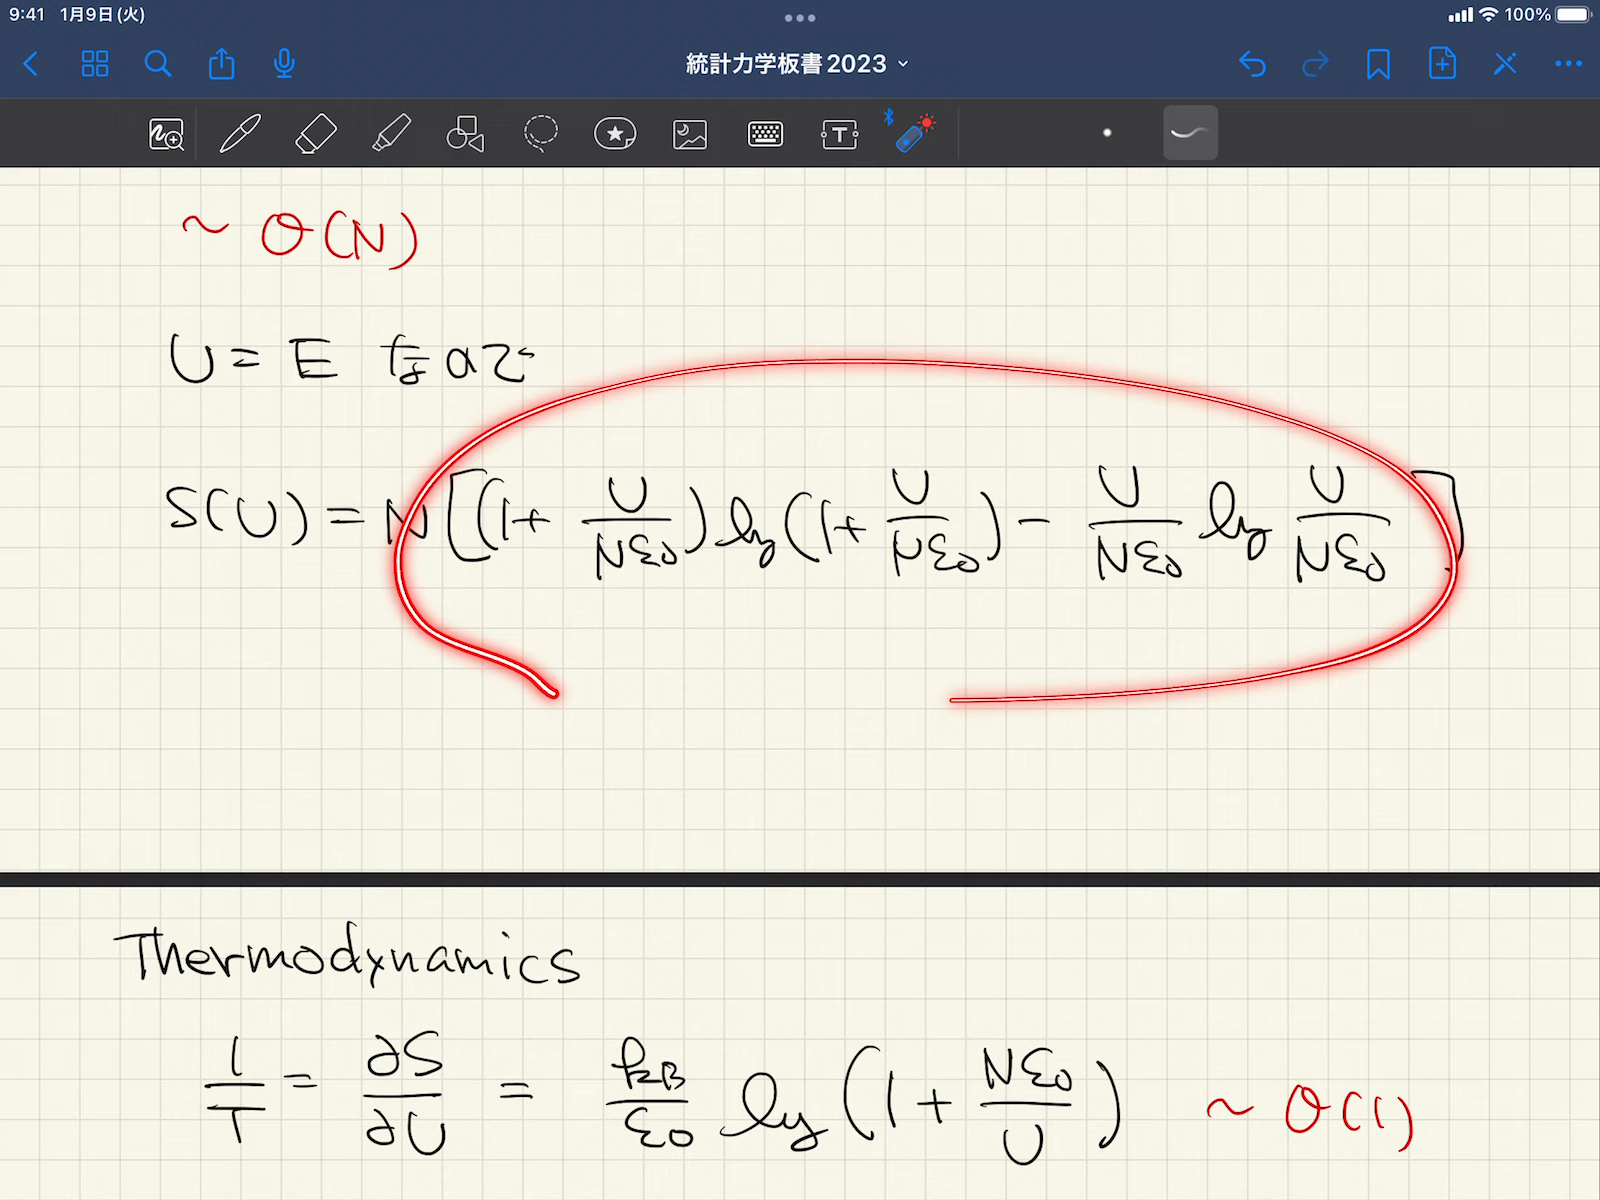 9:41 1月9日(火) 100%
統計力学板書2023
~ O(N)
U = E なので
S(U) = N[(1+ U/Nε0) log(1+ U/Nε0) − U/Nε0 log U/Nε0]
Thermodynamics
1/T = ∂S/∂U = kB/ε0 log(1 + Nε0/U) ~ O(1)